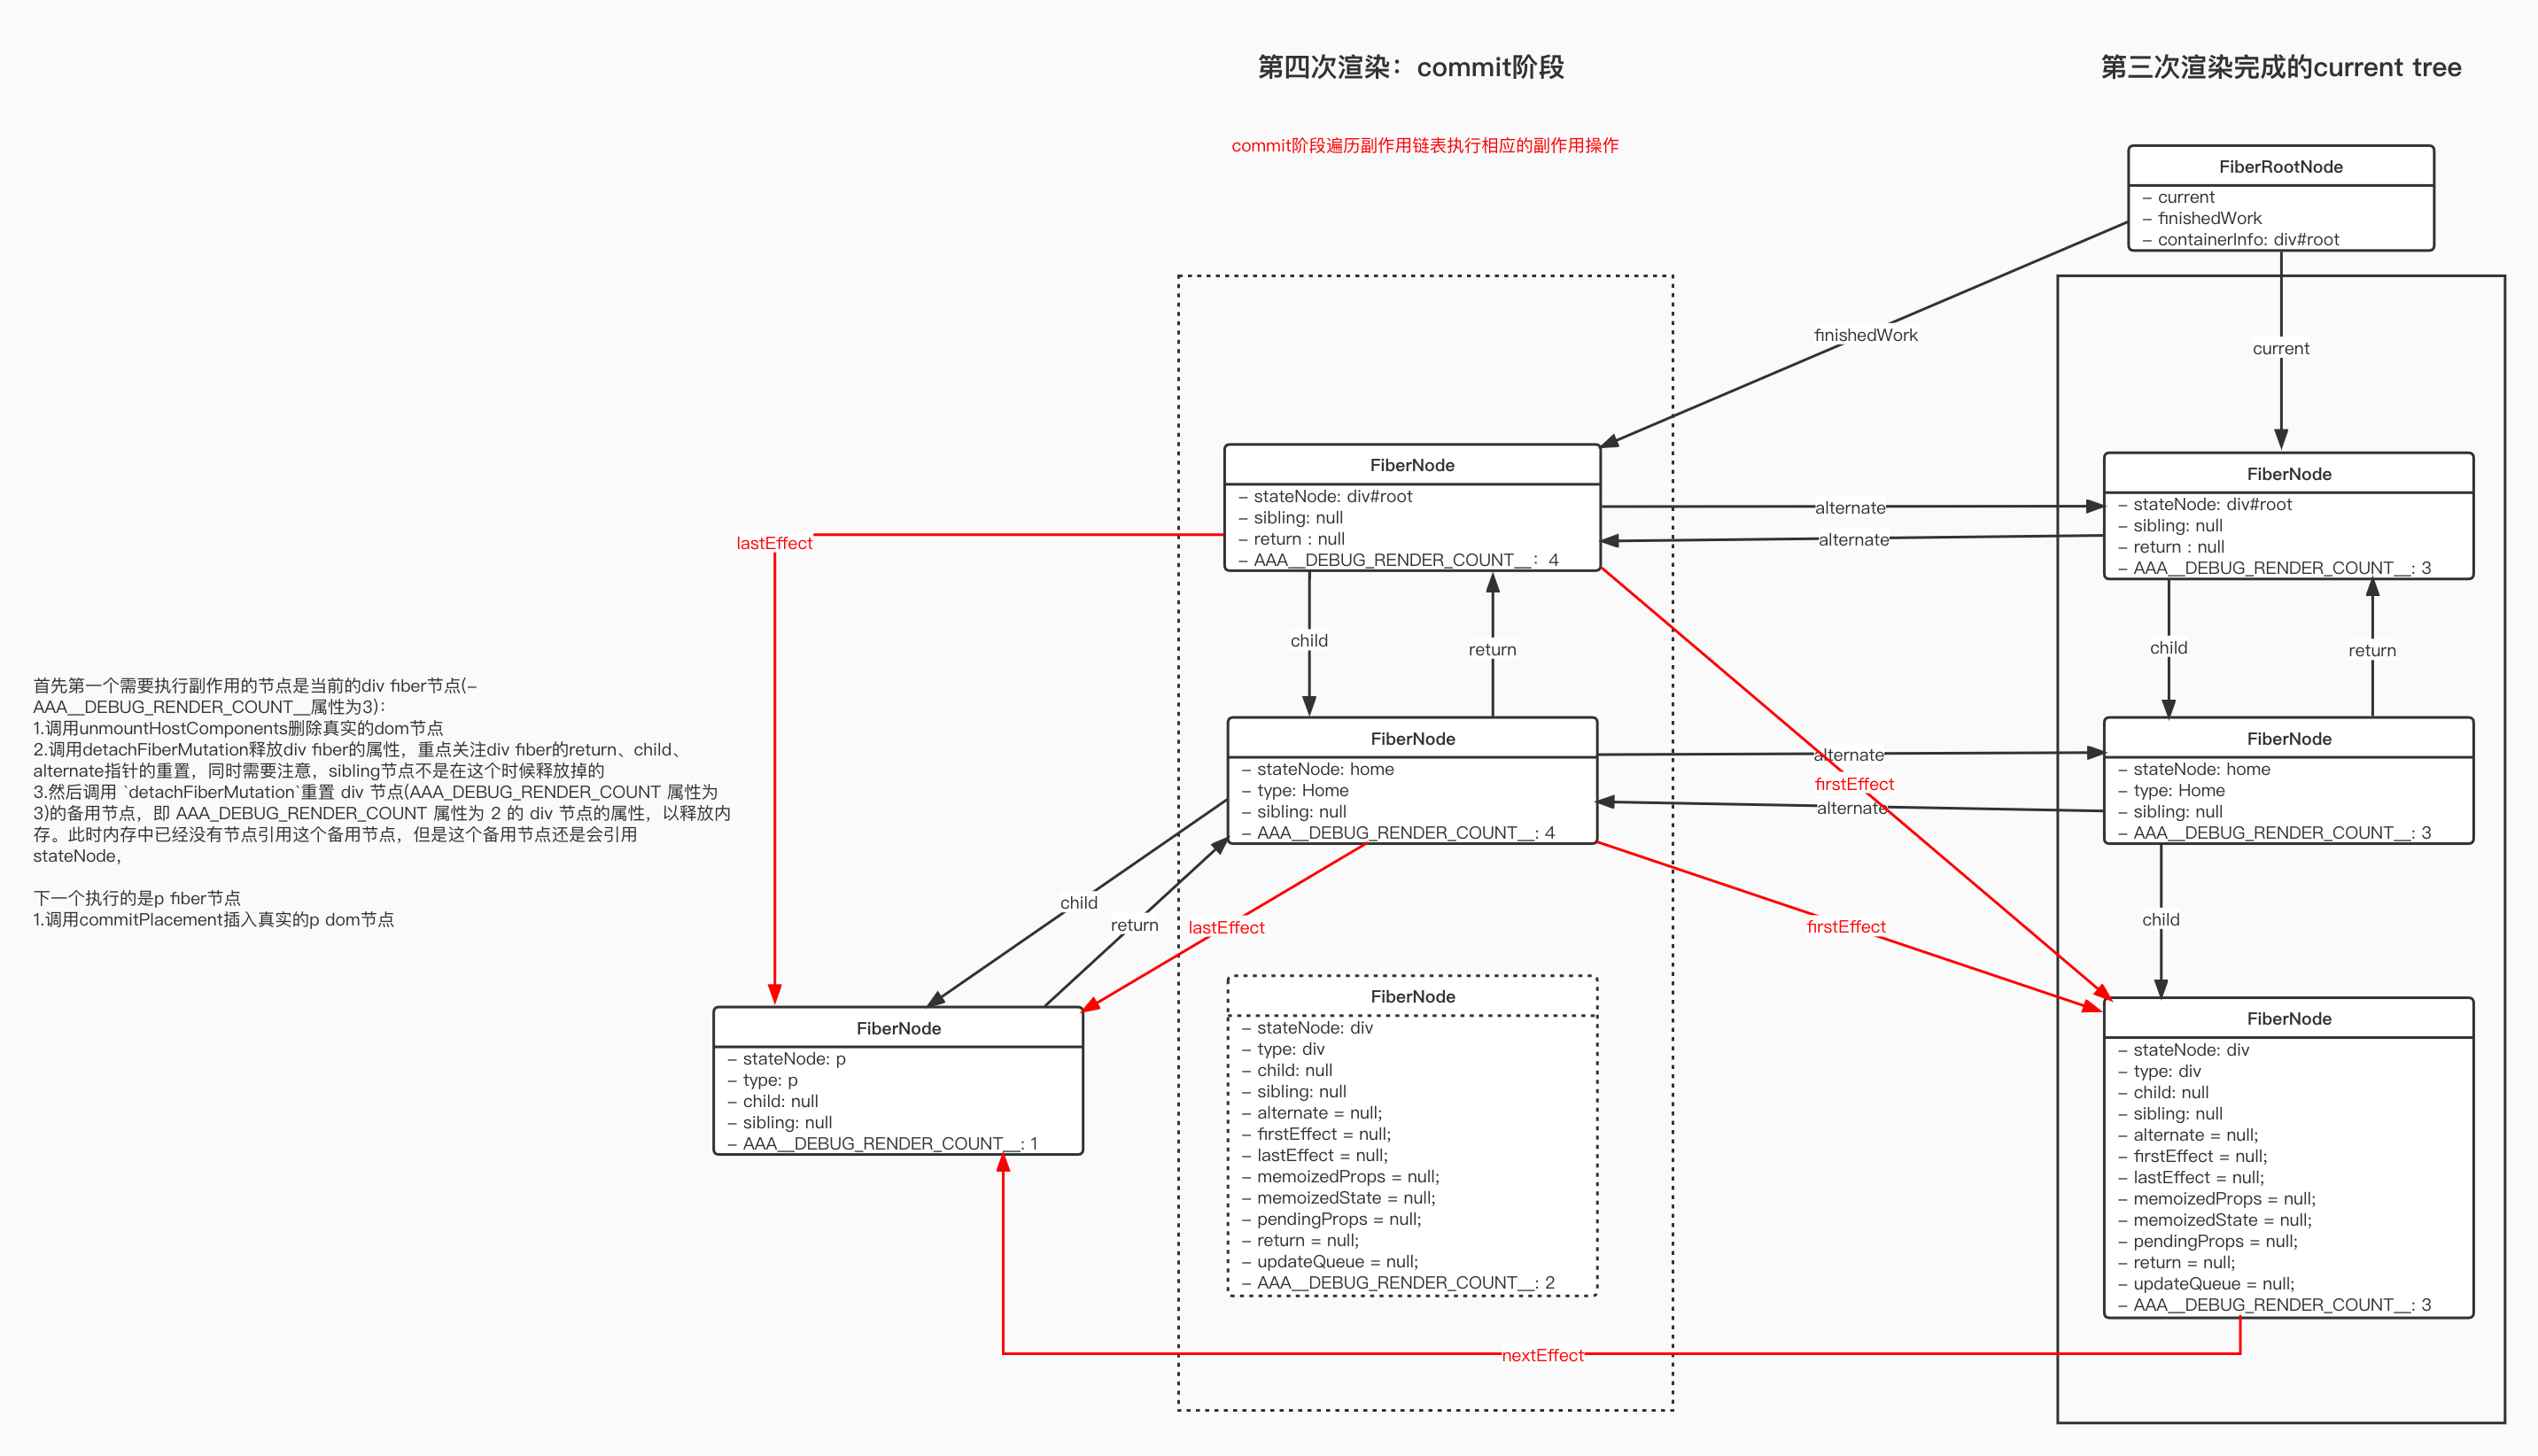 第四次渲染：commit阶段
第三次渲染完成的current tree
commit阶段遍历副作用链表执行相应的副作用操作
FiberRootNode
– current
– finishedWork
– containerInfo: div#root
finishedWork
current
FiberNode
– stateNode: div#root
– sibling: null
– return : null
– AAA__DEBUG_RENDER_COUNT__：4
FiberNode
– stateNode: div#root
– sibling: null
– return : null
– AAA__DEBUG_RENDER_COUNT__: 3
alternate
alternate
lastEffect
child
return
child
return
首先第一个需要执行副作用的节点是当前的div fiber节点(–
AAA__DEBUG_RENDER_COUNT__属性为3)：
1.调用unmountHostComponents删除真实的dom节点
2.调用detachFiberMutation释放div fiber的属性，重点关注div fiber的return、child、
alternate指针的重置，同时需要注意，sibling节点不是在这个时候释放掉的
3.然后调用 `detachFiberMutation`重置 div 节点(AAA_DEBUG_RENDER_COUNT 属性为
3)的备用节点，即 AAA_DEBUG_RENDER_COUNT 属性为 2 的 div 节点的属性，以释放内
存。此时内存中已经没有节点引用这个备用节点，但是这个备用节点还是会引用
stateNode，
下一个执行的是p fiber节点
1.调用commitPlacement插入真实的p dom节点
FiberNode
– stateNode: home
– type: Home
– sibling: null
– AAA__DEBUG_RENDER_COUNT__: 4
alternate
firstEffect
alternate
FiberNode
– stateNode: home
– type: Home
– sibling: null
– AAA__DEBUG_RENDER_COUNT__: 3
child
return
lastEffect
firstEffect
child
FiberNode
– stateNode: p
– type: p
– child: null
– sibling: null
– AAA__DEBUG_RENDER_COUNT__: 1
FiberNode
– stateNode: div
– type: div
– child: null
– sibling: null
– alternate = null;
– firstEffect = null;
– lastEffect = null;
– memoizedProps = null;
– memoizedState = null;
– pendingProps = null;
– return = null;
– updateQueue = null;
– AAA__DEBUG_RENDER_COUNT__: 2
FiberNode
– stateNode: div
– type: div
– child: null
– sibling: null
– alternate = null;
– firstEffect = null;
– lastEffect = null;
– memoizedProps = null;
– memoizedState = null;
– pendingProps = null;
– return = null;
– updateQueue = null;
– AAA__DEBUG_RENDER_COUNT__: 3
nextEffect